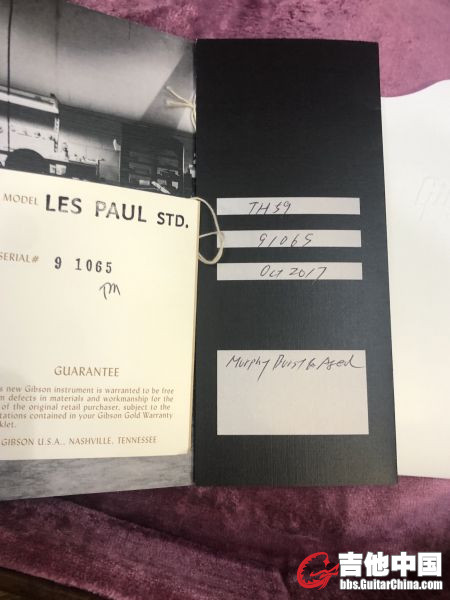 MODEL LES PAUL STD.
SERIAL# 9 1065
TM
GUARANTEE
s new Gibson instrument is warranted to be free
m defects in materials and workmanship for the
of the original retail purchaser, subject to the
tations contained in your Gibson Gold Warranty
klet.
GIBSON U.S.A., NASHVILLE, TENNESSEE
TH59
91065
Oct 2017
Murphy Burst & Aged
吉他中国
bbs.GuitarChina.com